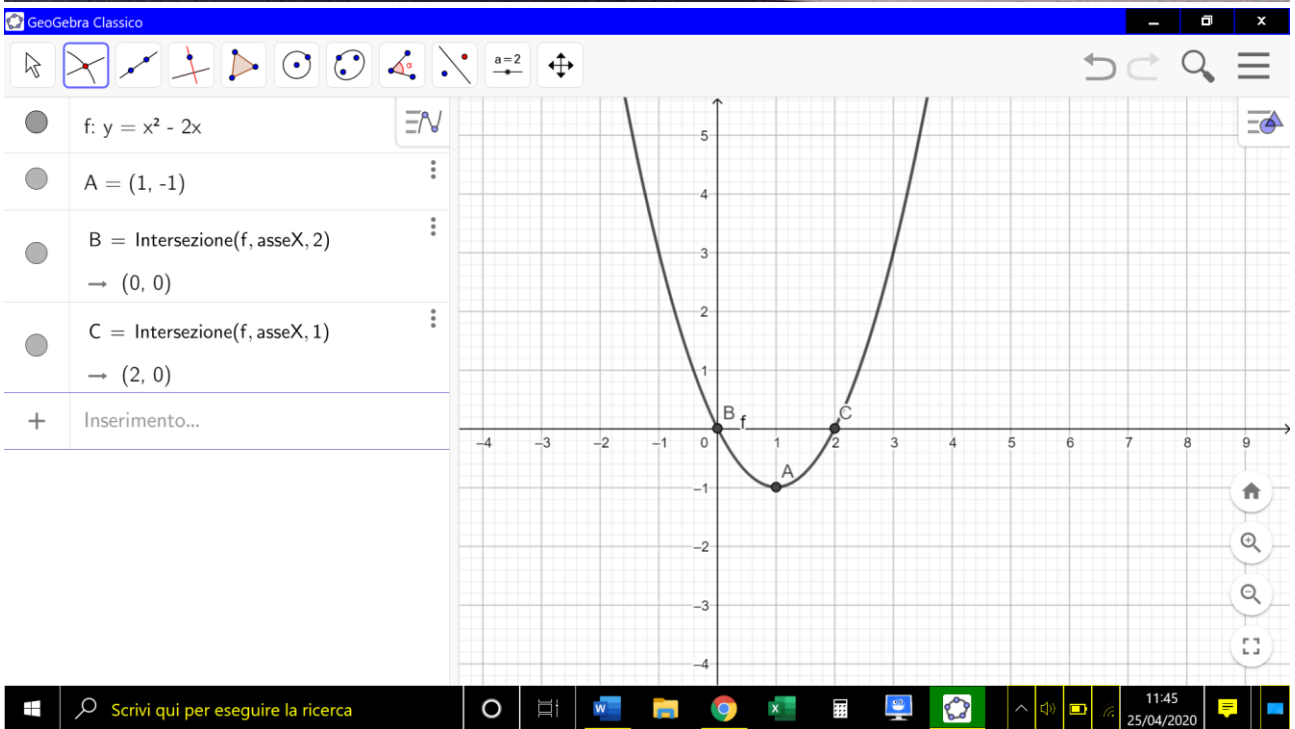 GeoGebra Classico
a=2
α
f: y = x² - 2x
A = (1, -1)
B = Intersezione(f, asseX, 2)
→ (0, 0)
C = Intersezione(f, asseX, 1)
→ (2, 0)
+ Inserimento...
5
4
3
2
1
B f C
-4 -3 -2 -1 0 1 2 3 4 5 6 7 8 9
A
-1
-2
-3
-4
Scrivi qui per eseguire la ricerca
11:45
25/04/2020